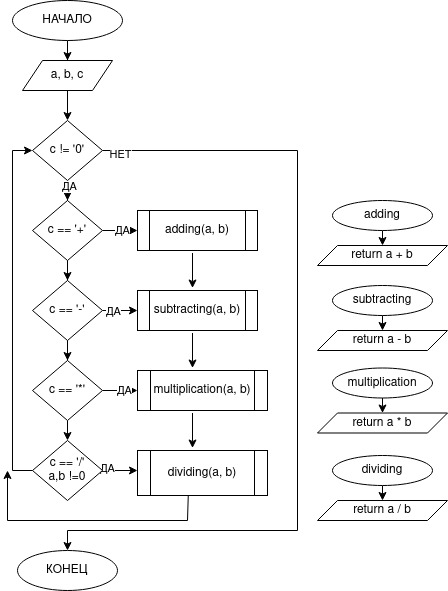 НАЧАЛО
a, b, c
c != '0'
НЕТ
ДА
c == '+'
ДА
adding(a, b)
c == '-'
ДА
subtracting(a, b)
c == '*'
ДА
multiplication(a, b)
c == '/'
a,b !=0
ДА
dividing(a, b)
КОНЕЦ
adding
return a + b
subtracting
return a - b
multiplication
return a * b
dividing
return a / b